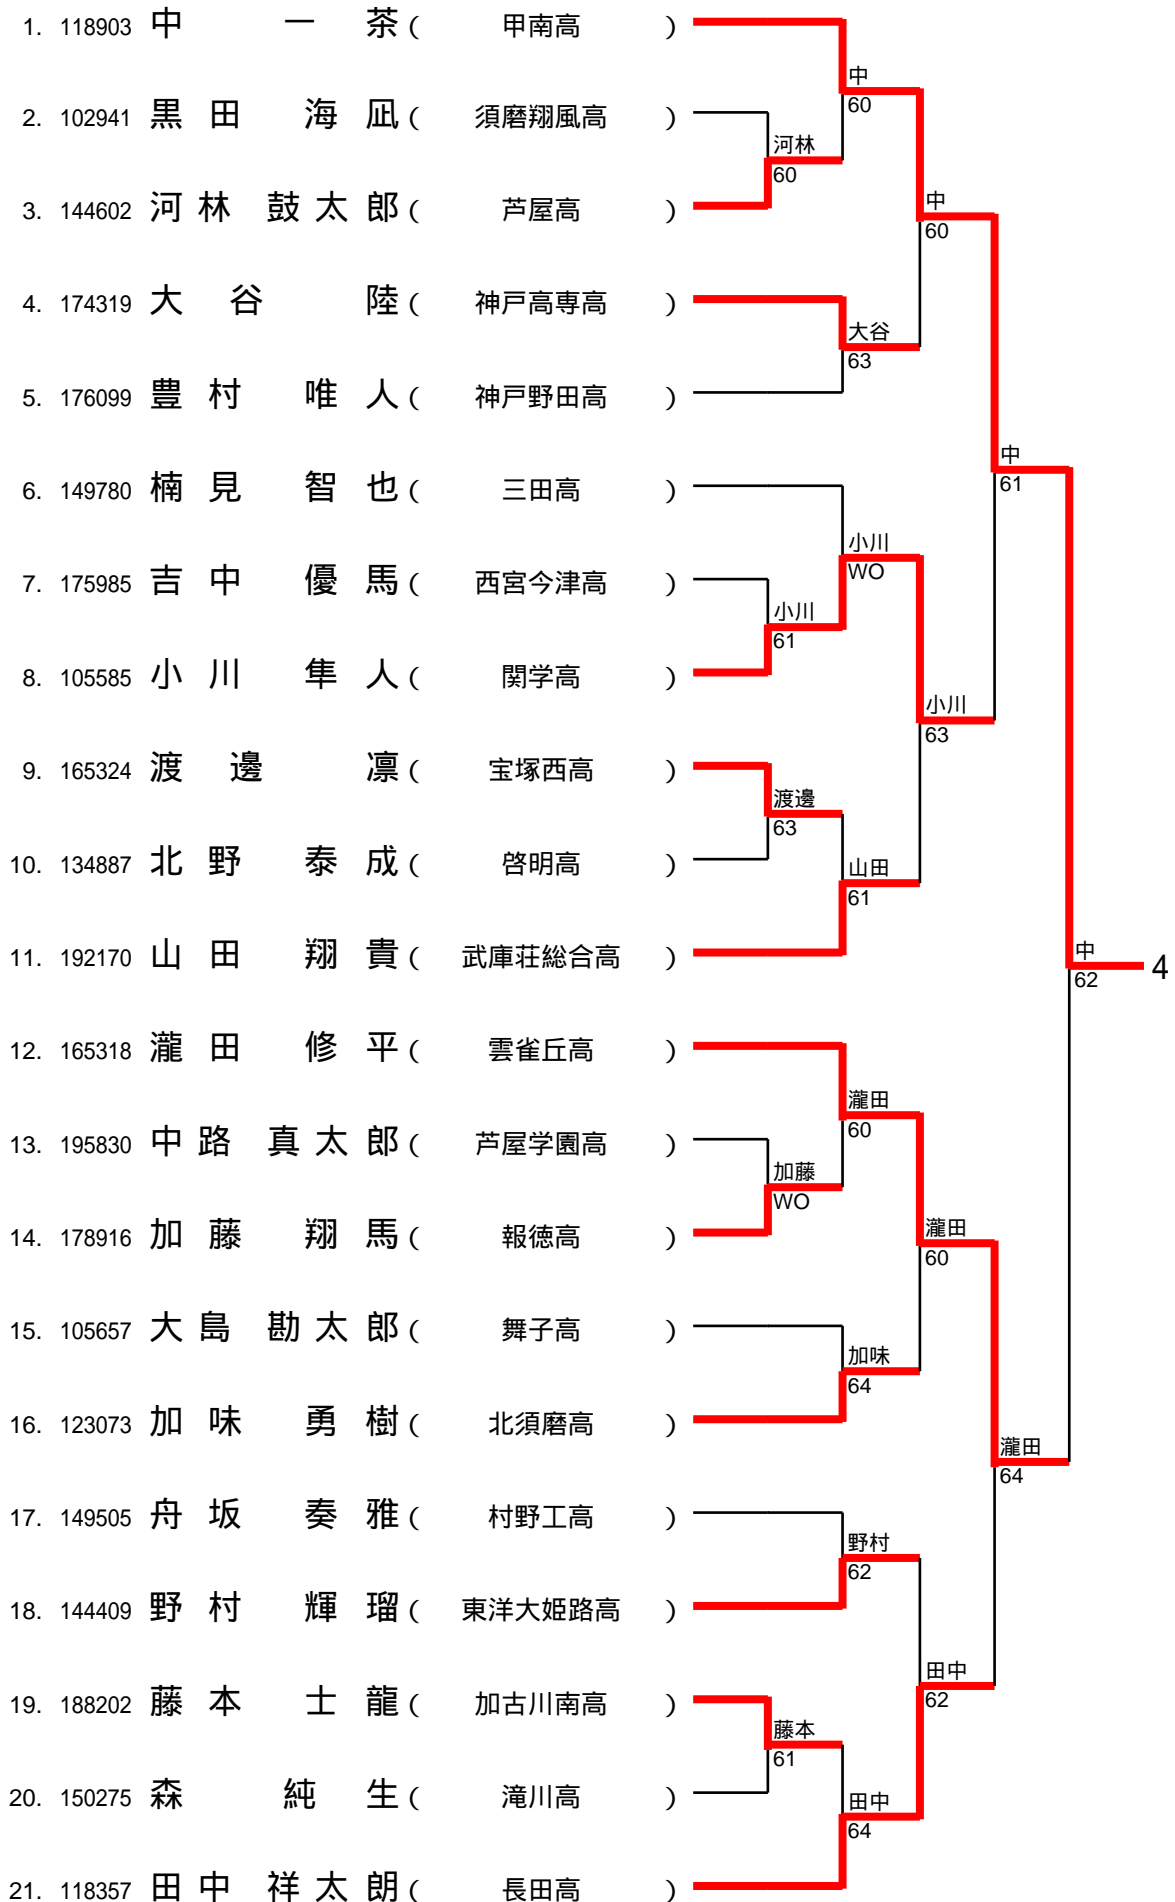 1. 118903 中 一 茶 ( 甲南高 )
中
60
2. 102941 黒 田 海 凪 ( 須磨翔風高 )
河林
60
3. 144602 河 林 鼓 太 郎 ( 芦屋高 )
中
60
4. 174319 大 谷 陸 ( 神戸高専高 )
大谷
63
5. 176099 豊 村 唯 人 ( 神戸野田高 )
中
61
6. 149780 楠 見 智 也 ( 三田高 )
小川
WO
7. 175985 吉 中 優 馬 ( 西宮今津高 )
小川
61
8. 105585 小 川 隼 人 ( 関学高 )
小川
63
9. 165324 渡 邊 凛 ( 宝塚西高 )
渡邊
63
10. 134887 北 野 泰 成 ( 啓明高 )
山田
61
11. 192170 山 田 翔 貴 ( 武庫荘総合高 )
中
62
4
12. 165318 瀧 田 修 平 ( 雲雀丘高 )
瀧田
60
13. 195830 中 路 真 太 郎 ( 芦屋学園高 )
加藤
WO
14. 178916 加 藤 翔 馬 ( 報徳高 )
瀧田
60
15. 105657 大 島 勘 太 郎 ( 舞子高 )
加味
64
16. 123073 加 味 勇 樹 ( 北須磨高 )
瀧田
64
17. 149505 舟 坂 奏 雅 ( 村野工高 )
野村
62
18. 144409 野 村 輝 瑠 ( 東洋大姫路高 )
田中
62
19. 188202 藤 本 士 龍 ( 加古川南高 )
藤本
61
20. 150275 森 純 生 ( 滝川高 )
田中
64
21. 118357 田 中 祥 太 朗 ( 長田高 )